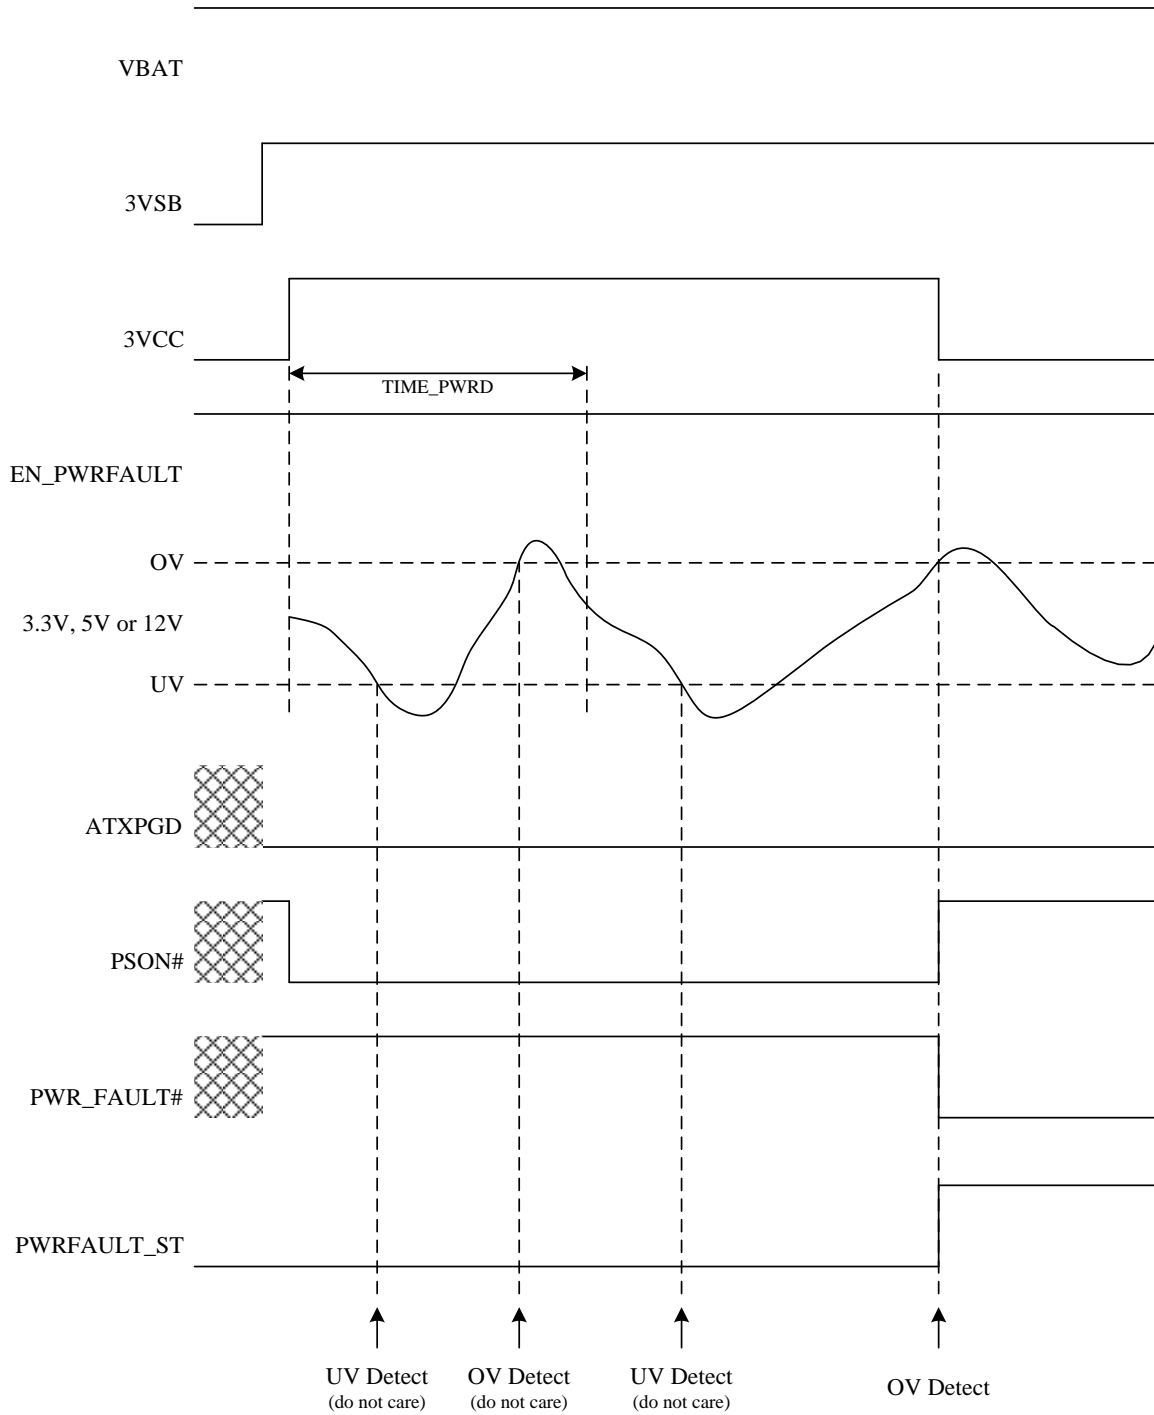 VBAT
3VSB
3VCC
TIME_PWRD
EN_PWRFAULT
OV
3.3V, 5V or 12V
UV
ATXPGD
PSON#
PWR_FAULT#
PWRFAULT_ST
UV Detect
(do not care)
OV Detect
(do not care)
UV Detect
(do not care)
OV Detect